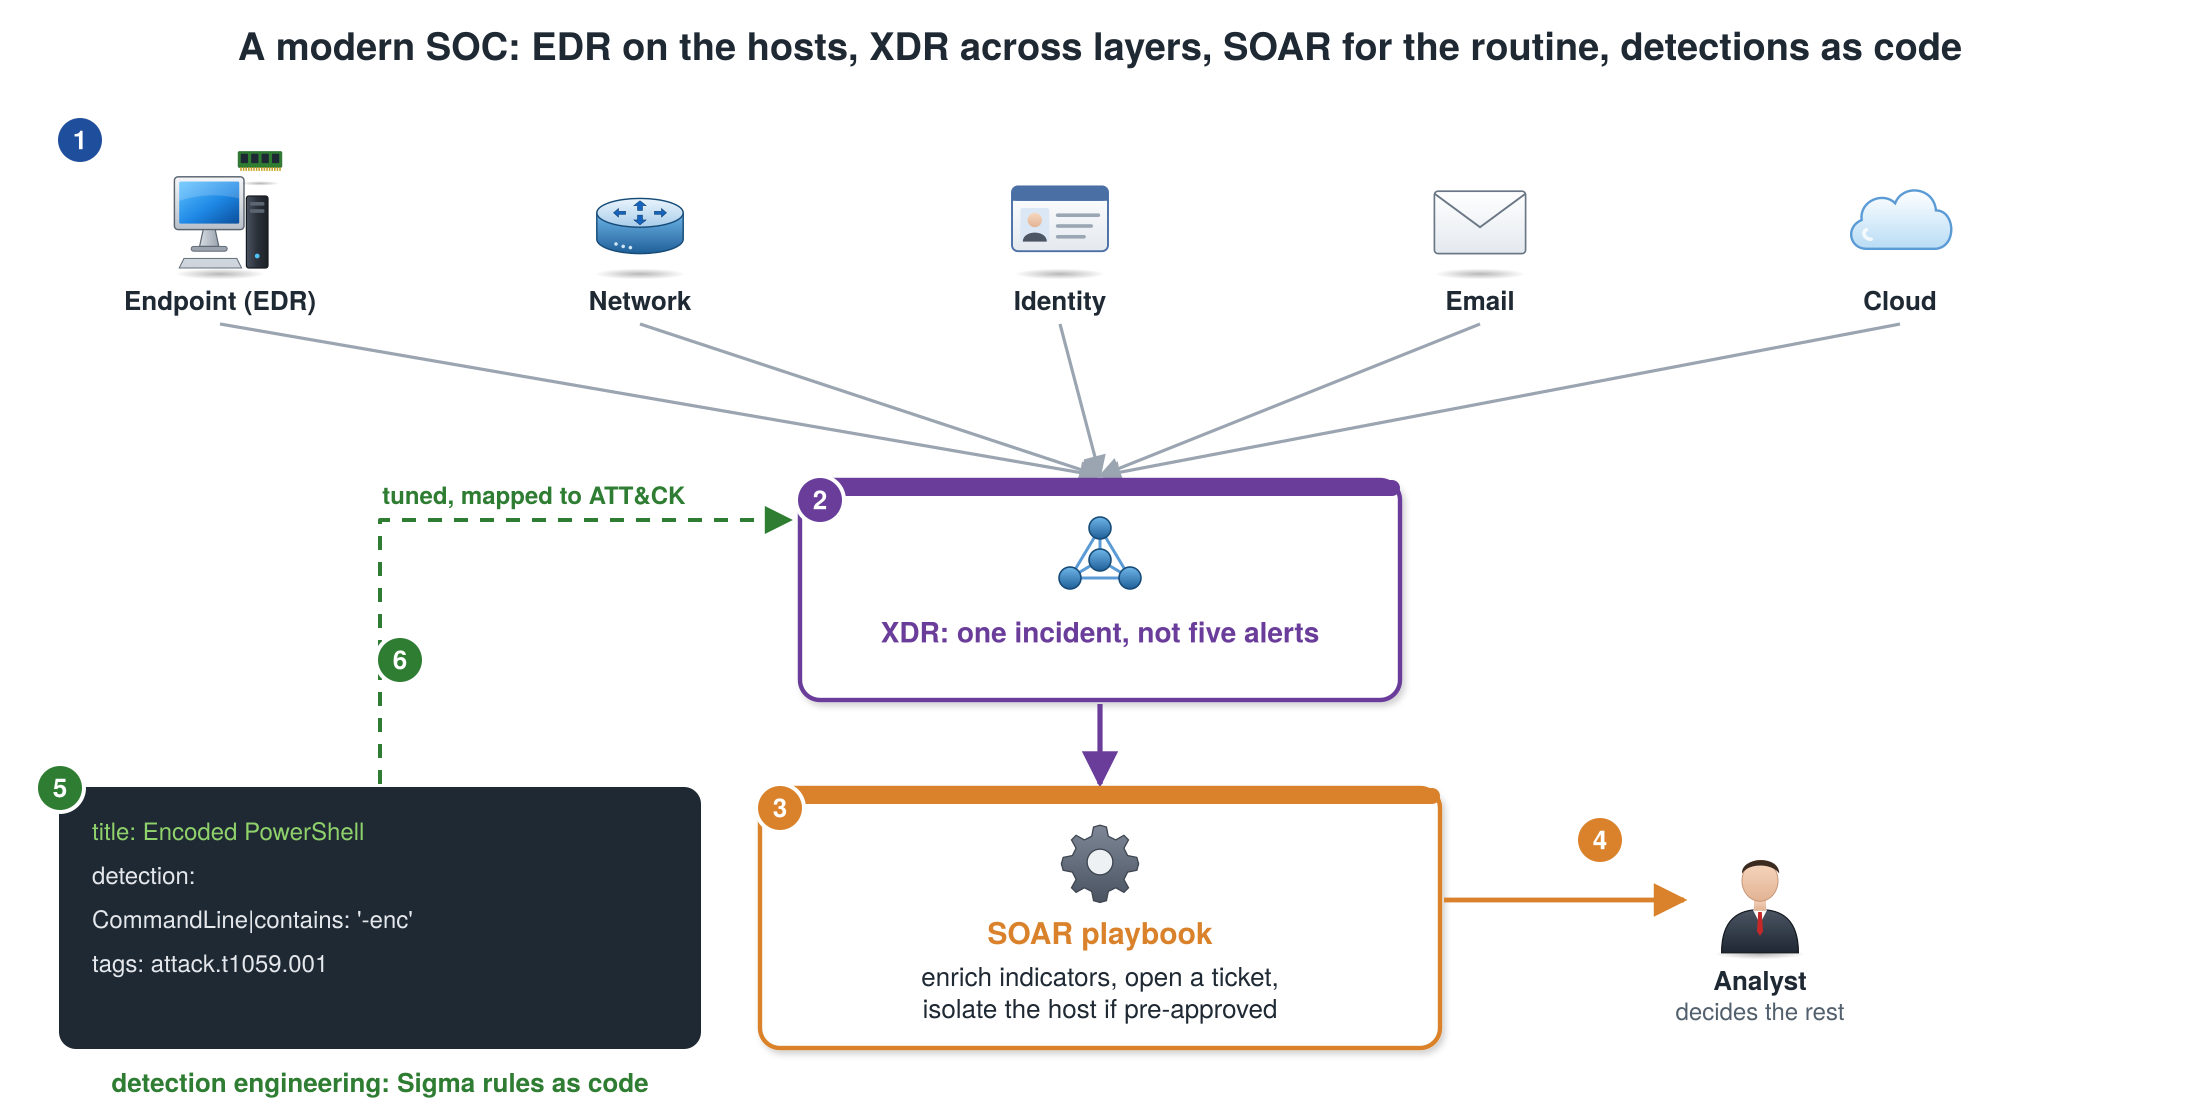 A modern SOC: EDR on the hosts, XDR across layers, SOAR for the routine, detections as code
1
Endpoint (EDR)
Network
Identity
Email
Cloud
tuned, mapped to ATT&CK
2
XDR: one incident, not five alerts
6
5
title: Encoded PowerShell
detection:
CommandLine|contains: '-enc'
tags: attack.t1059.001
detection engineering: Sigma rules as code
3
SOAR playbook
enrich indicators, open a ticket,
isolate the host if pre-approved
4
Analyst
decides the rest